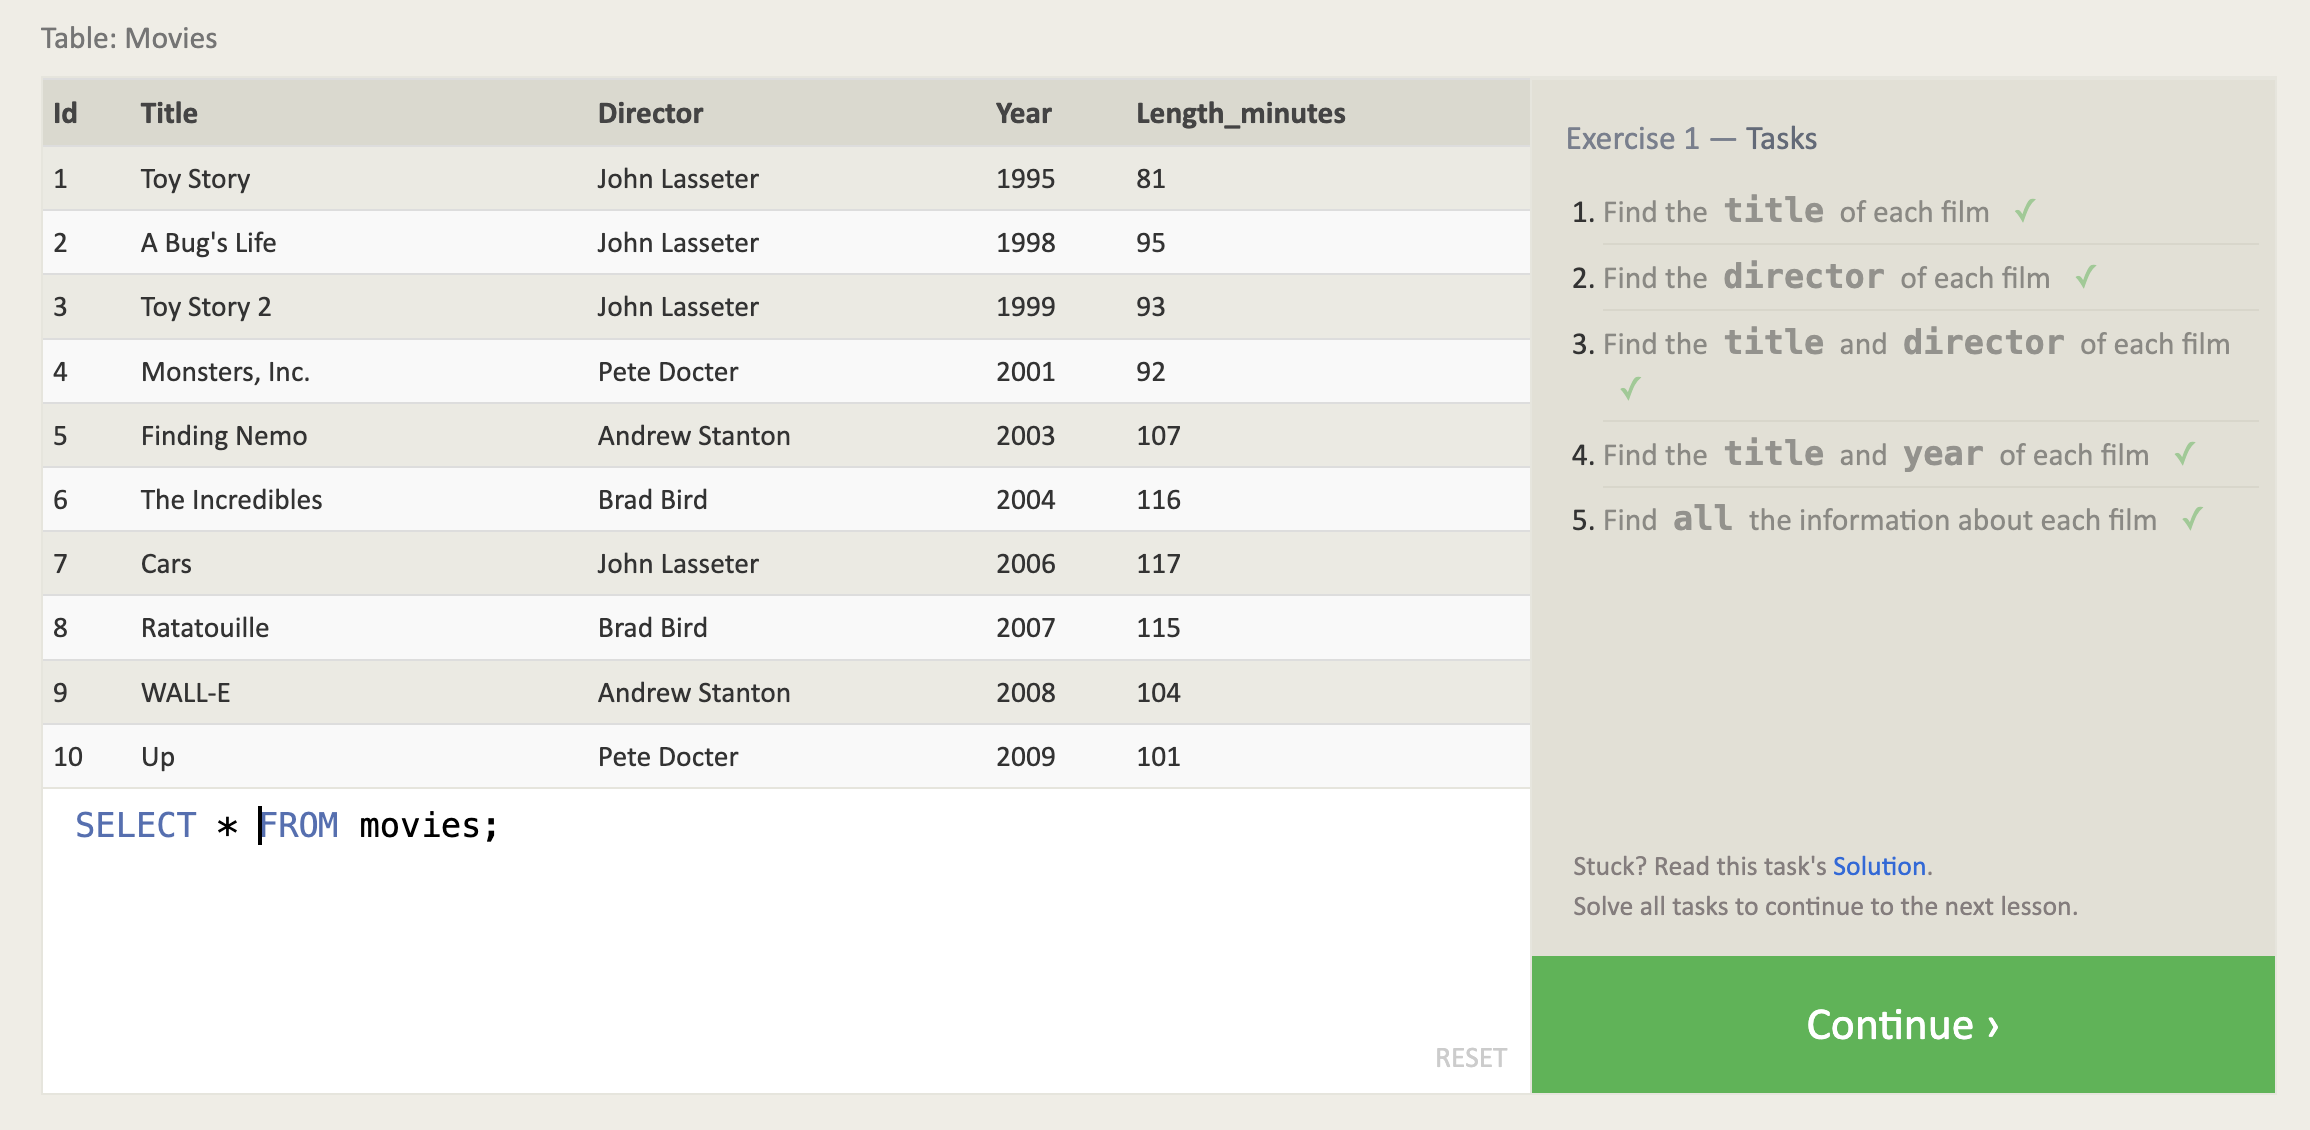 Table: Movies
Id Title Director Year Length_minutes
1 Toy Story John Lasseter 1995 81
2 A Bug's Life John Lasseter 1998 95
3 Toy Story 2 John Lasseter 1999 93
4 Monsters, Inc. Pete Docter 2001 92
5 Finding Nemo Andrew Stanton 2003 107
6 The Incredibles Brad Bird 2004 116
7 Cars John Lasseter 2006 117
8 Ratatouille Brad Bird 2007 115
9 WALL-E Andrew Stanton 2008 104
10 Up Pete Docter 2009 101
SELECT * FROM movies;
RESET
Exercise 1 — Tasks
1. Find the title of each film ✓
2. Find the director of each film ✓
3. Find the title and director of each film
✓
4. Find the title and year of each film ✓
5. Find all the information about each film ✓
Stuck? Read this task's Solution.
Solve all tasks to continue to the next lesson.
Continue ›